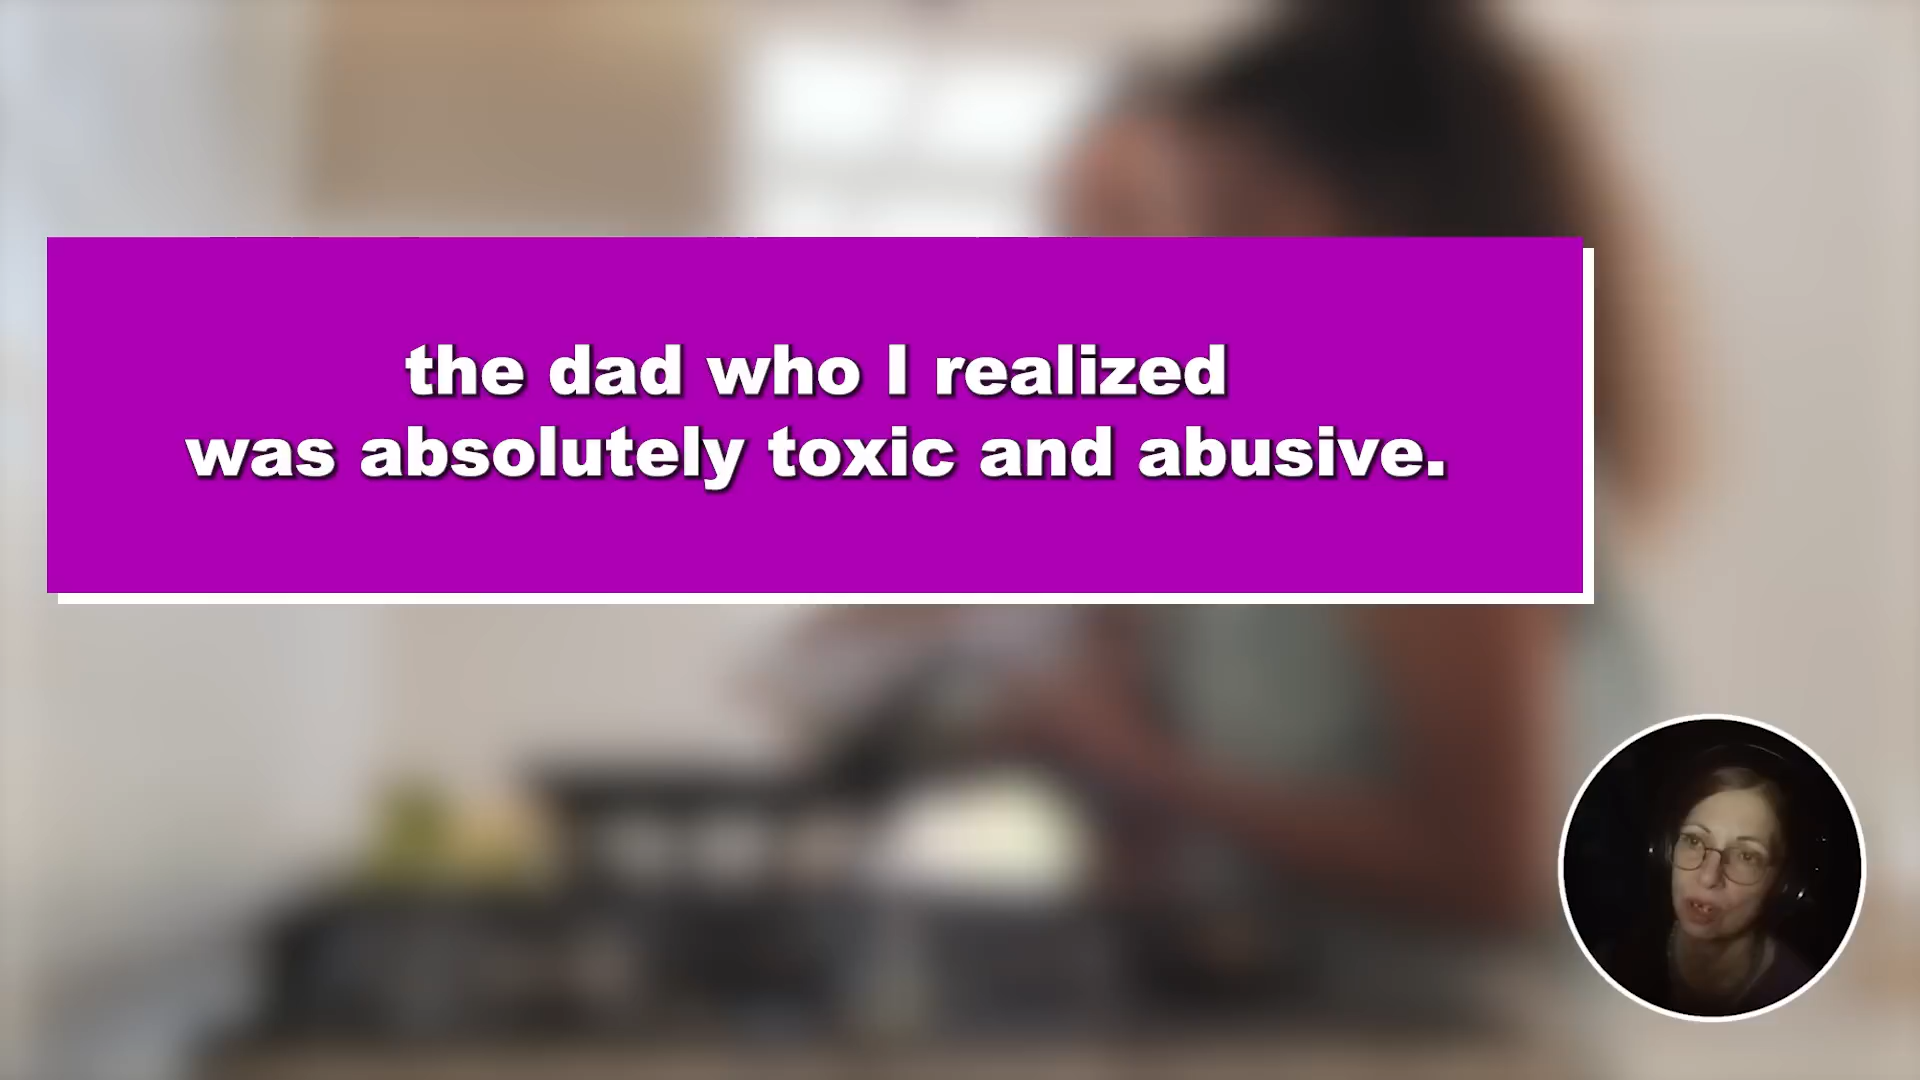 the dad who I realized
was absolutely toxic and abusive.